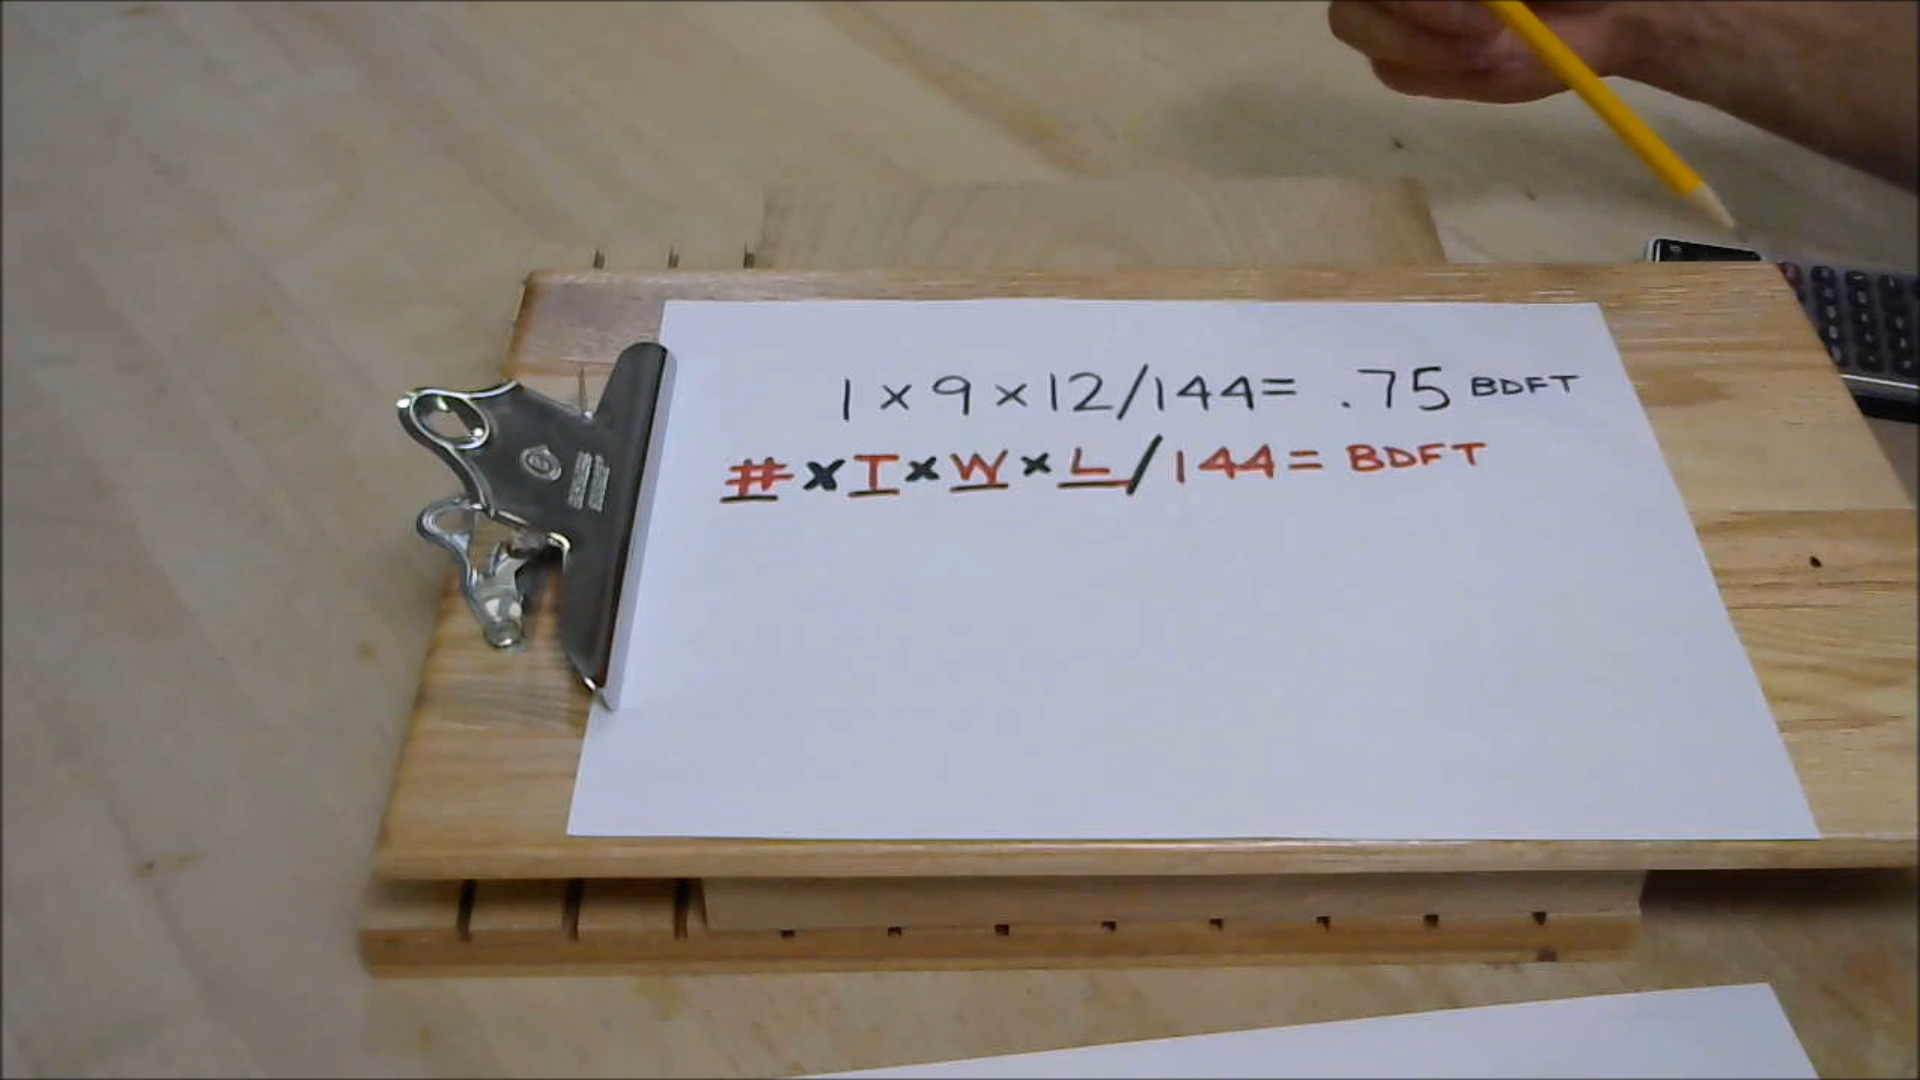 1 x 9 x 12/144= .75 BDFT
# x T x W x L / 144= BDFT